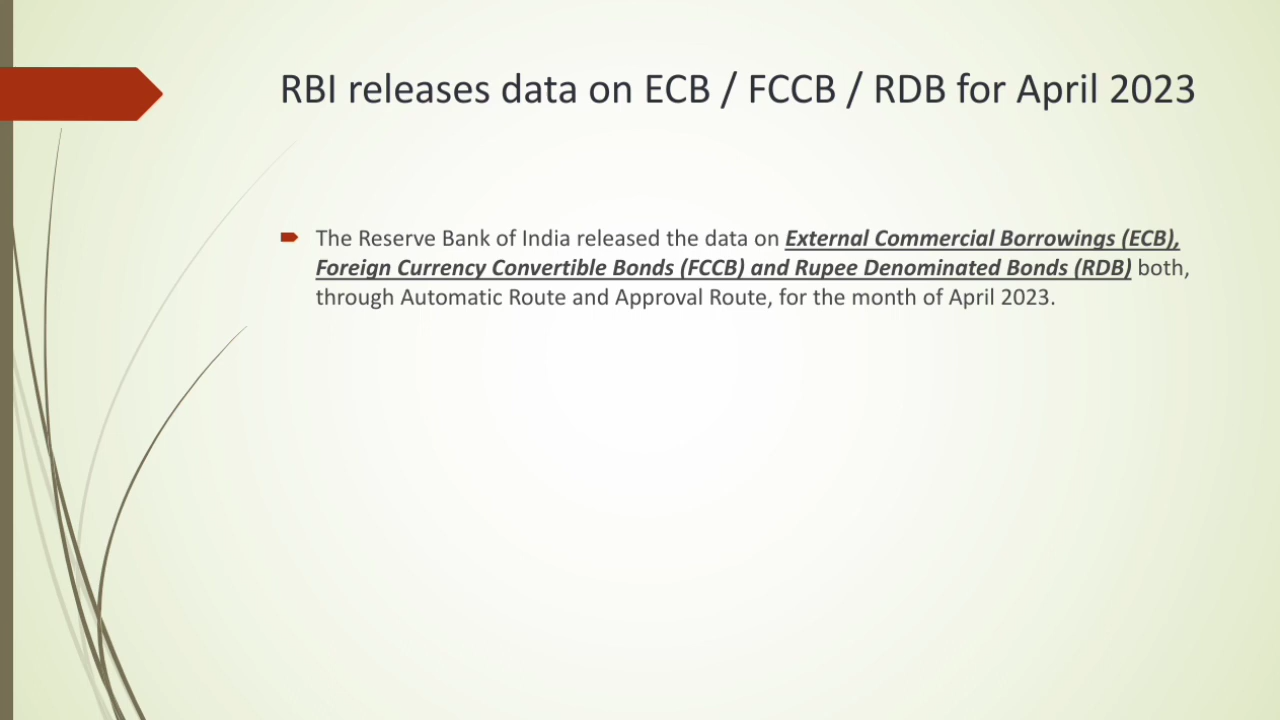 RBI releases data on ECB / FCCB / RDB for April 2023
The Reserve Bank of India released the data on External Commercial Borrowings (ECB),
Foreign Currency Convertible Bonds (FCCB) and Rupee Denominated Bonds (RDB) both,
through Automatic Route and Approval Route, for the month of April 2023.